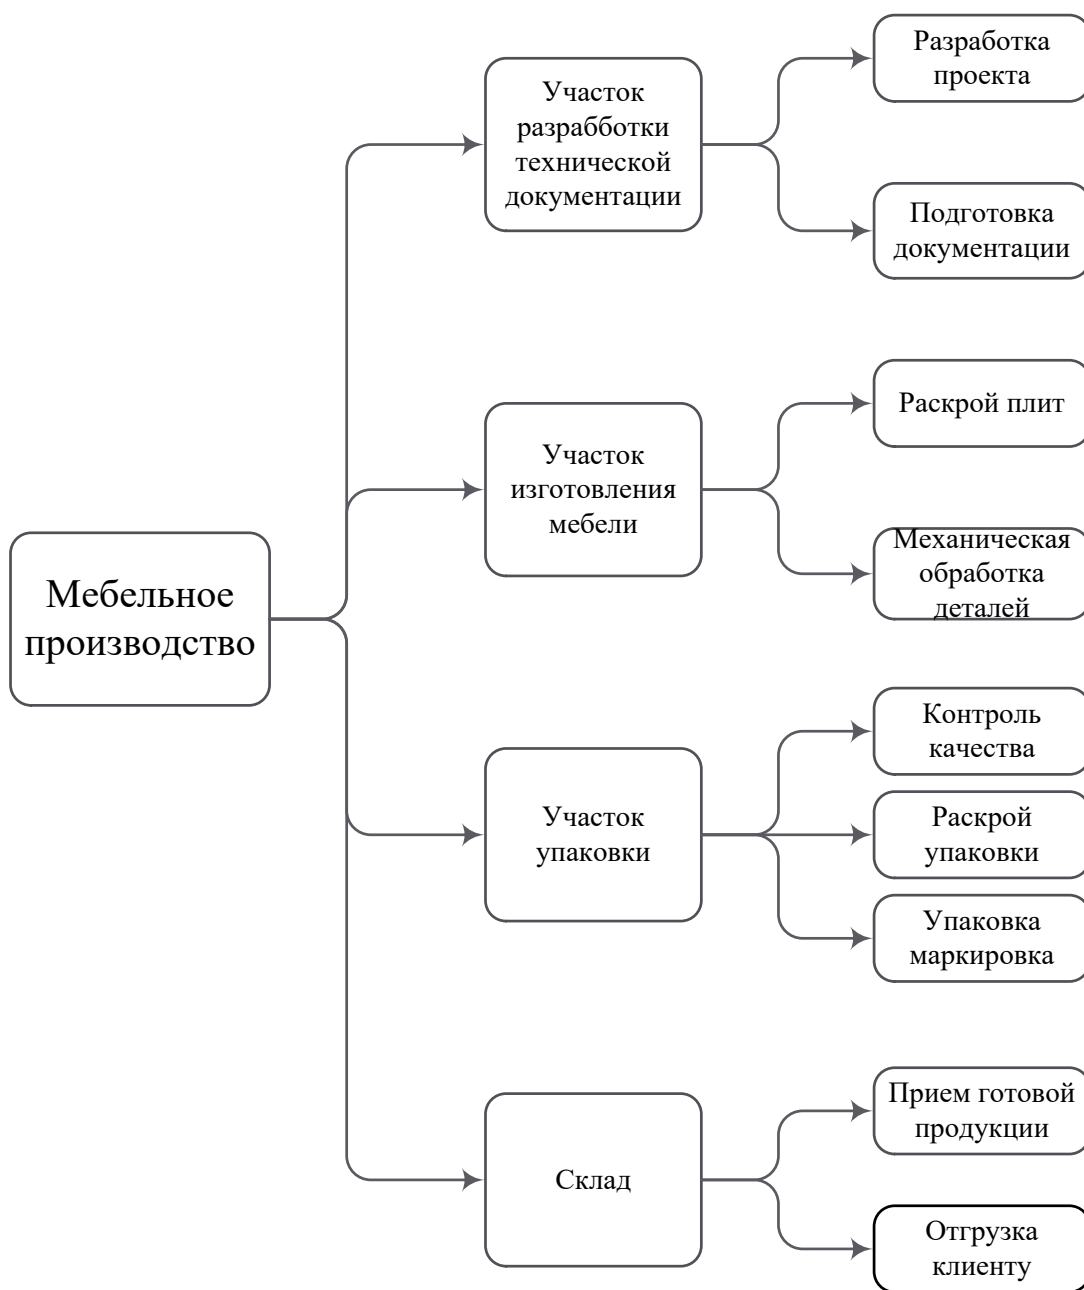 Разработка
проекта
Участок
разрабботки
технической
документации
Подготовка
документации
Раскрой плит
Участок
изготовления
мебели
Механическая
обработка
деталей
Мебельное
производство
Контроль
качества
Участок
упаковки
Раскрой
упаковки
Упаковка
маркировка
Прием готовой
продукции
Склад
Отгрузка
клиенту